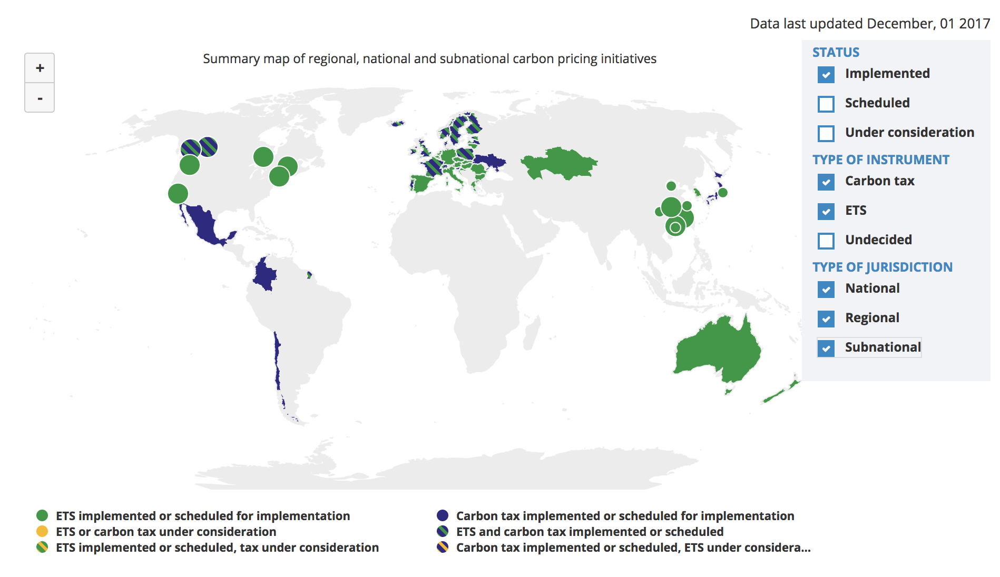 Data last updated December, 01 2017
Summary map of regional, national and subnational carbon pricing initiatives
+
-
STATUS
Implemented
Scheduled
Under consideration
TYPE OF INSTRUMENT
Carbon tax
ETS
Undecided
TYPE OF JURISDICTION
National
Regional
Subnational
ETS implemented or scheduled for implementation
Carbon tax implemented or scheduled for implementation
ETS or carbon tax under consideration
ETS and carbon tax implemented or scheduled
ETS implemented or scheduled, tax under consideration
Carbon tax implemented or scheduled, ETS under considera...